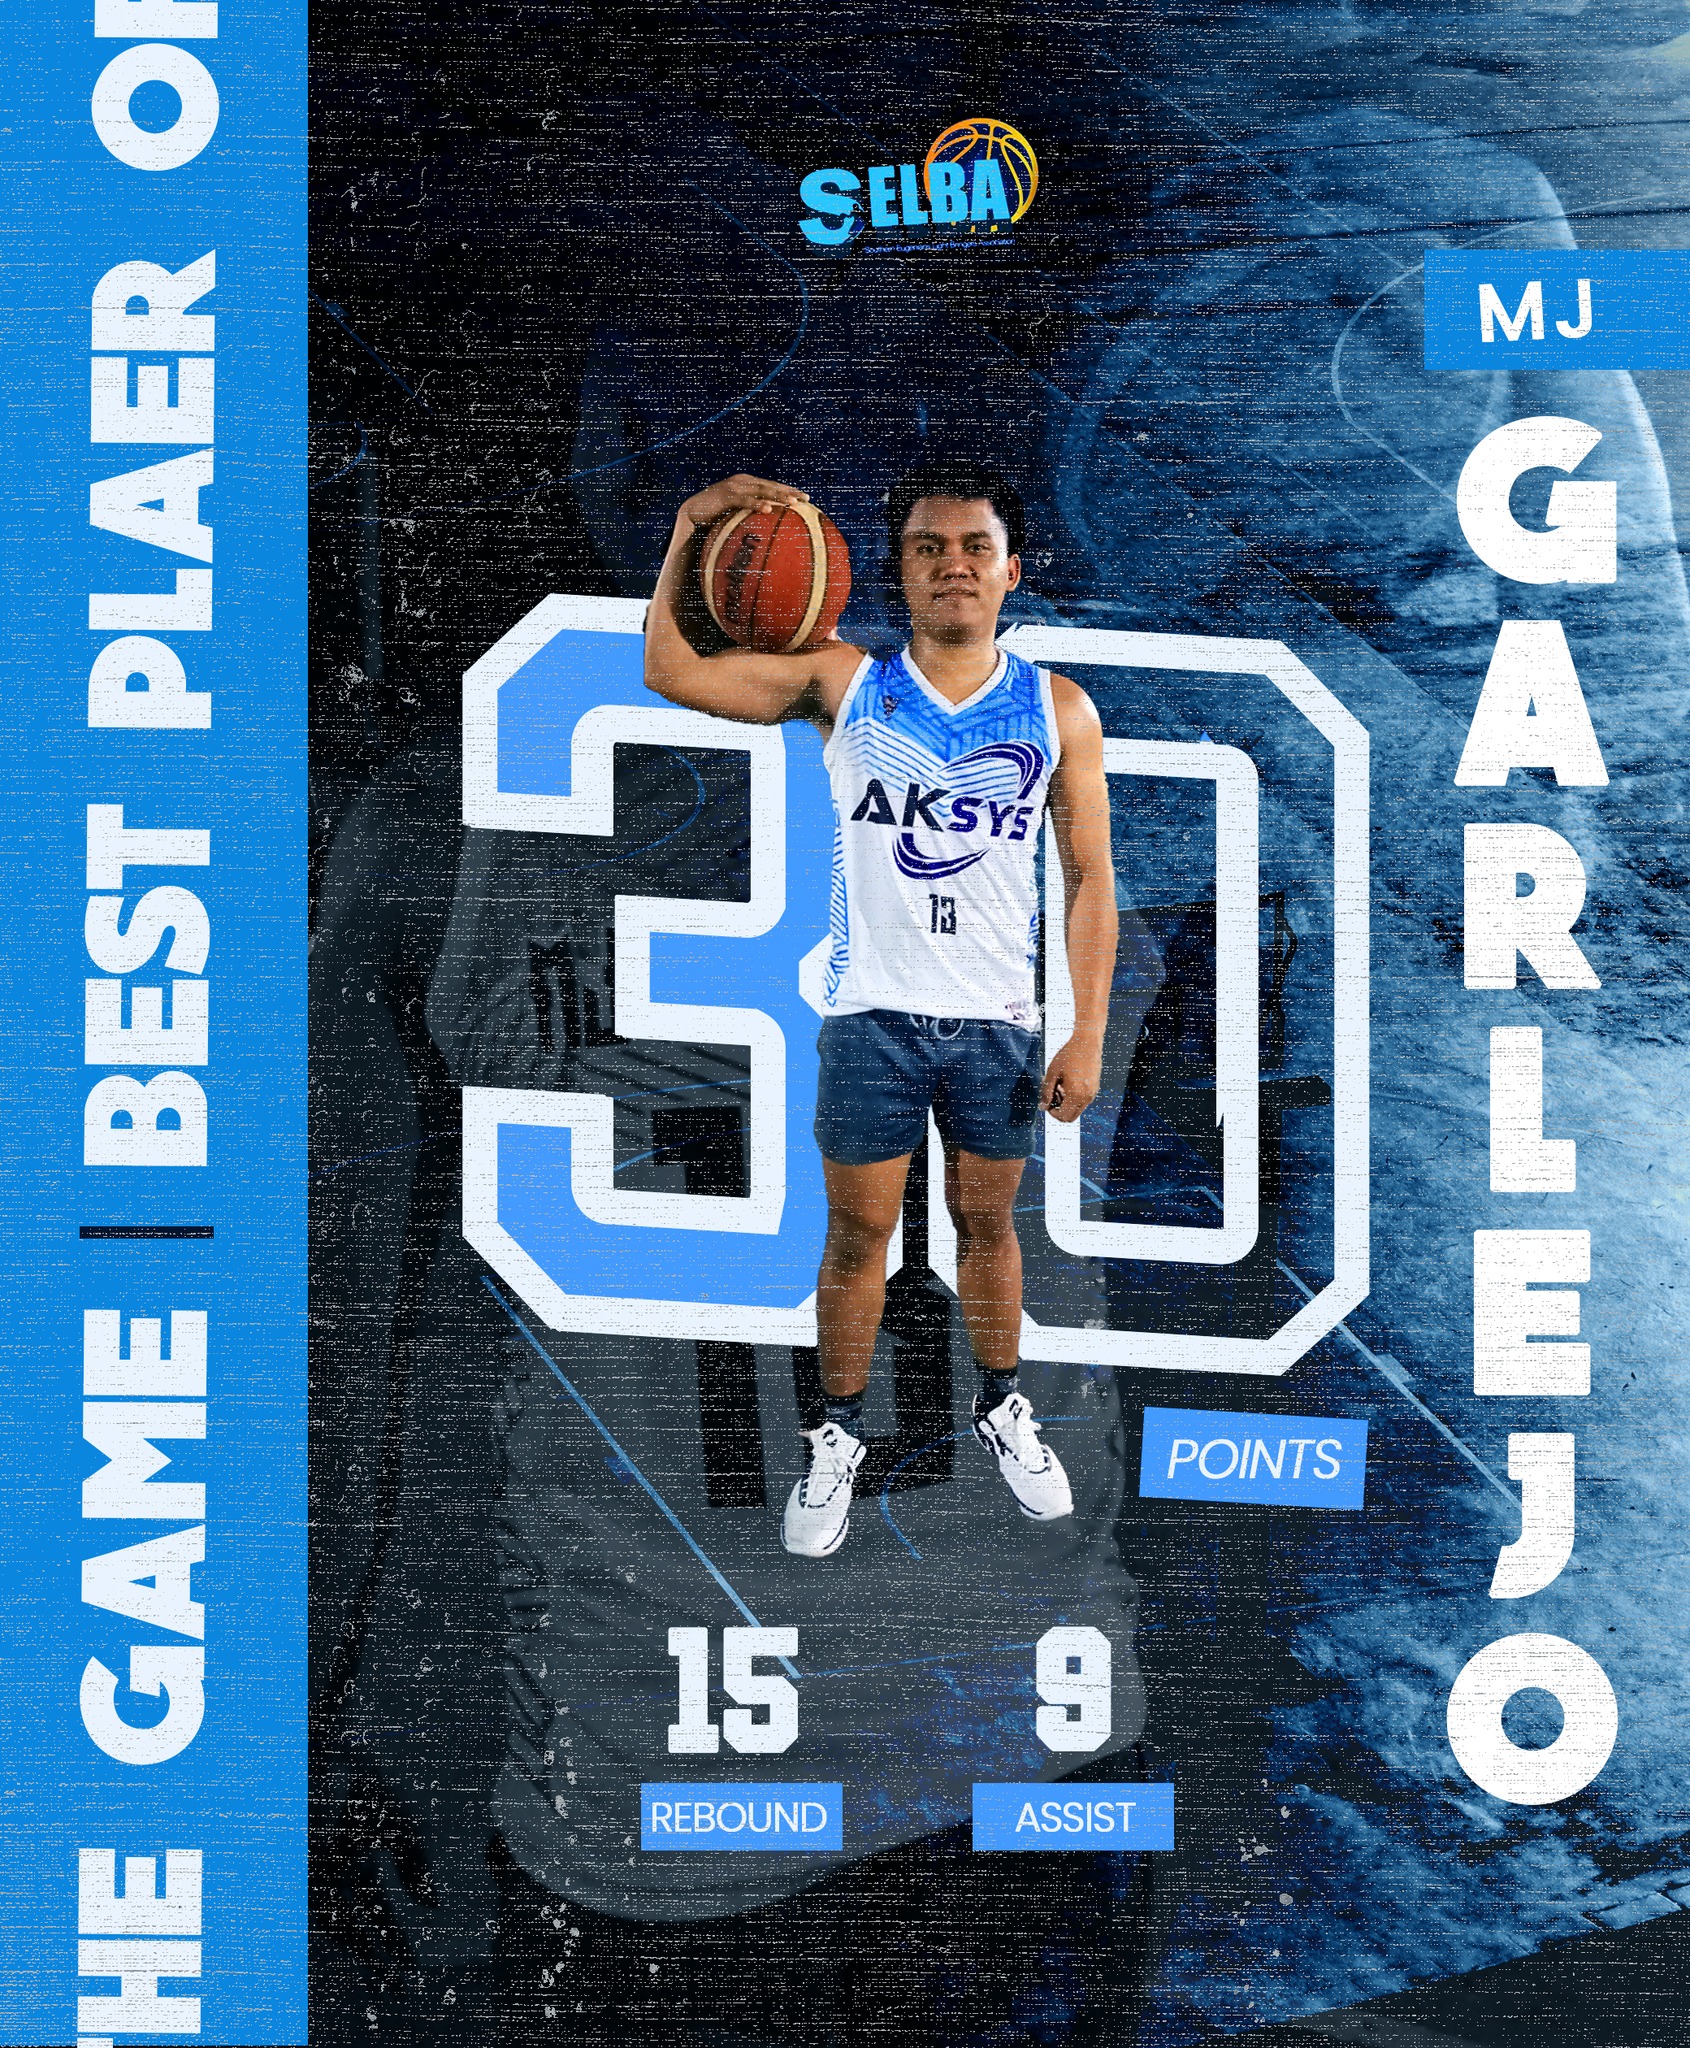 THE GAME | BEST PLAER OF
SELBA
MJ
GARLEJO
30
AKSYS
13
POINTS
15
9
REBOUND
ASSIST